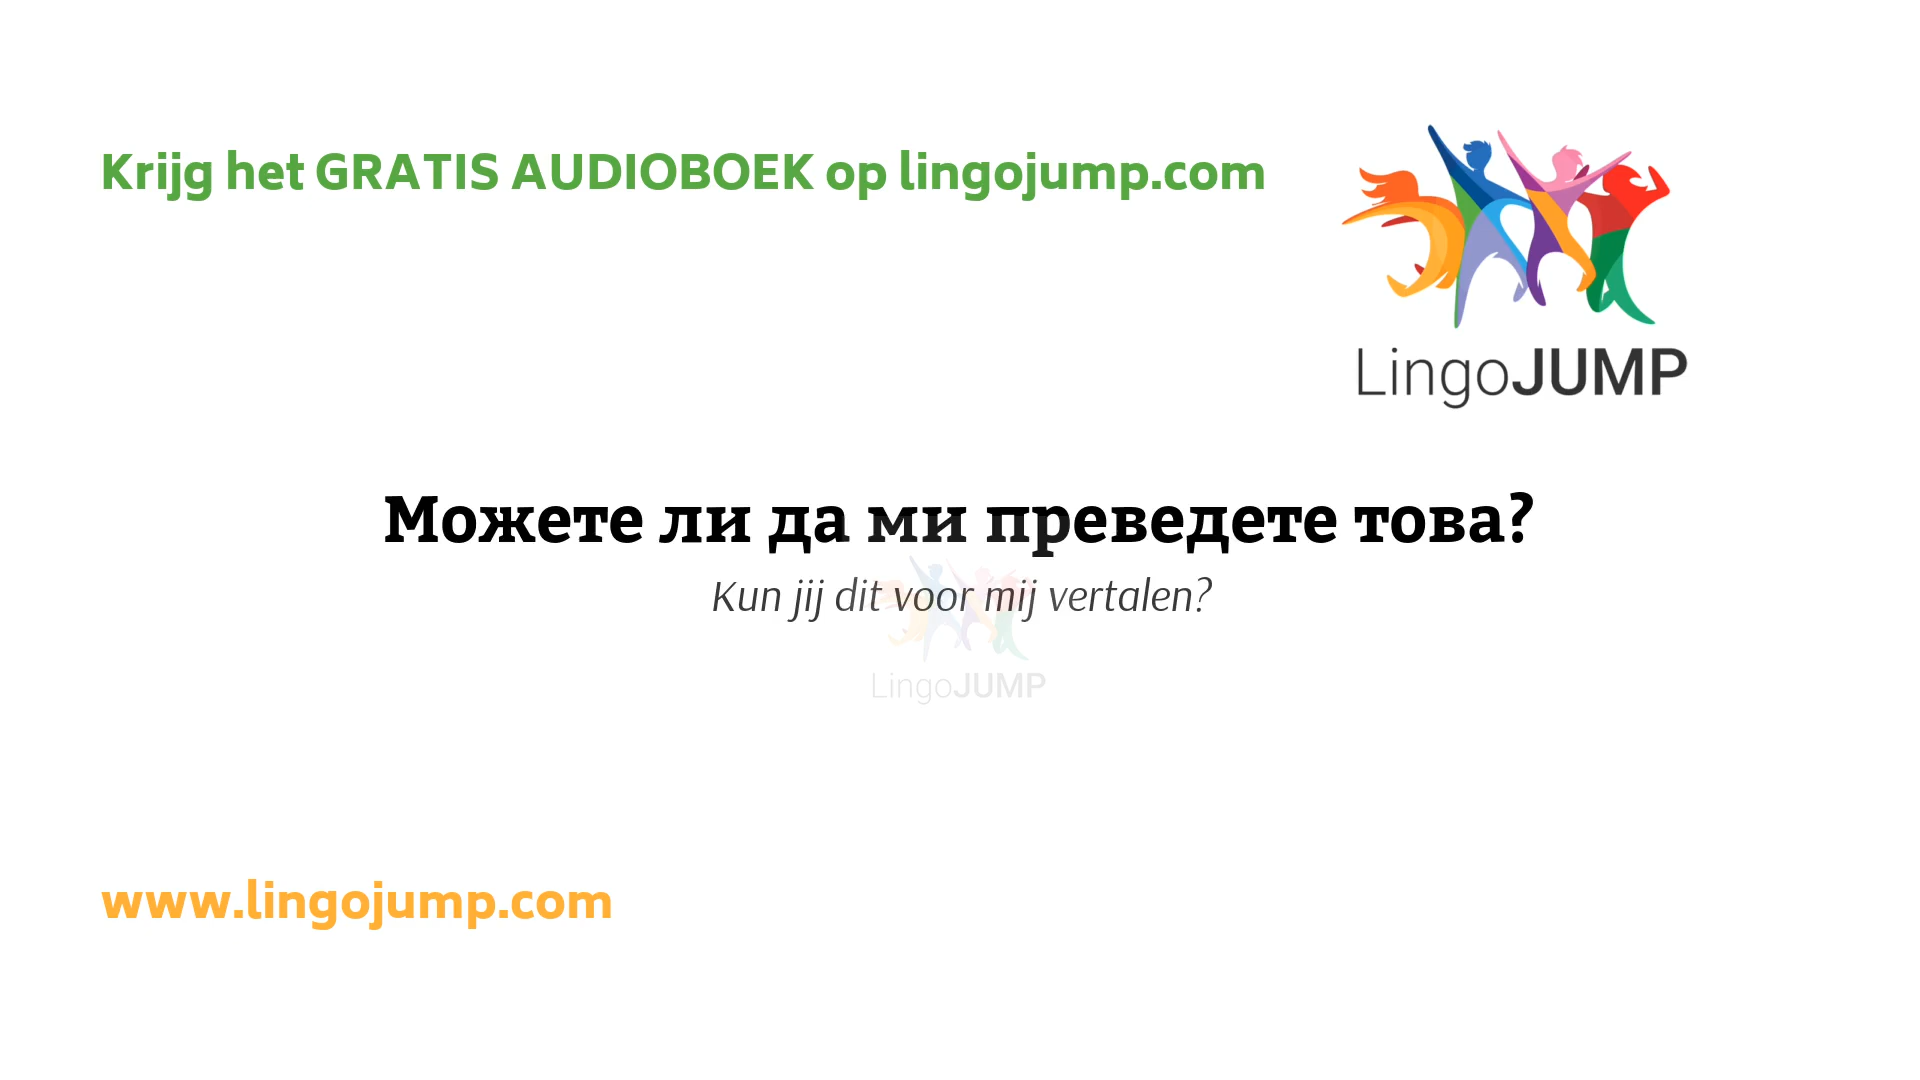 Krijg het GRATIS AUDIOBOEK op lingojump.com
LingoJUMP
Можете ли да ми преведете това?
Kun jij dit voor mij vertalen?
LingoJUMP
www.lingojump.com